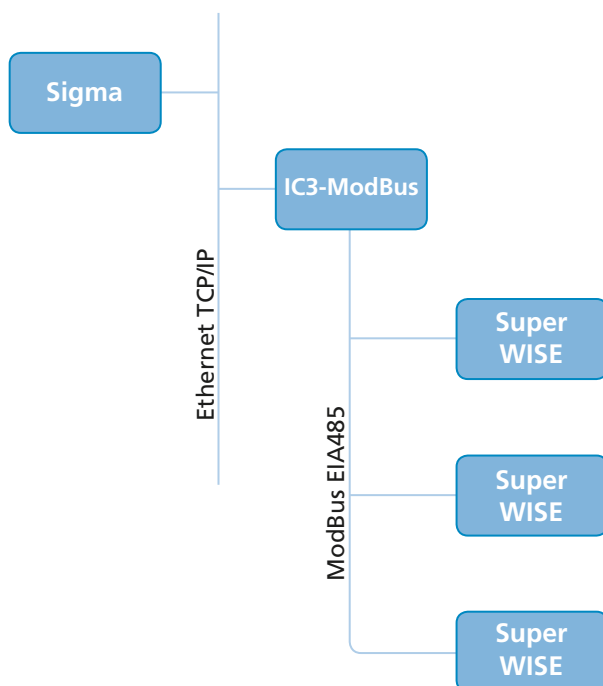 Sigma
IC3-ModBus
Ethernet TCP/IP
Super
WISE
ModBus EIA485
Super
WISE
Super
WISE